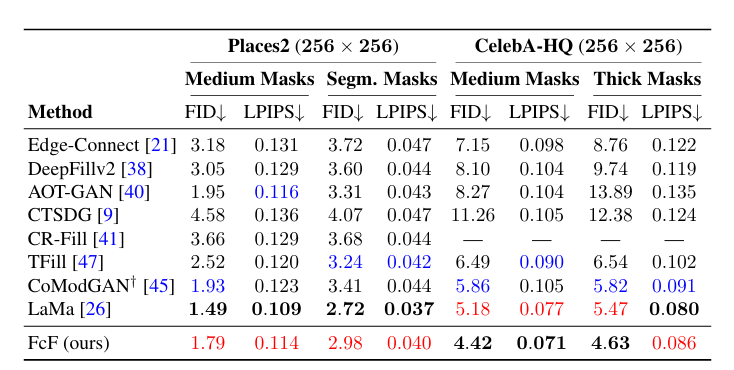 Places2 (256 × 256) CelebA-HQ (256 × 256)
Medium Masks Segm. Masks Medium Masks Thick Masks
Method FID↓ LPIPS↓ FID↓ LPIPS↓ FID↓ LPIPS↓ FID↓ LPIPS↓
Edge-Connect [21] 3.18 0.131 3.72 0.047 7.15 0.098 8.76 0.122
DeepFillv2 [38] 3.05 0.129 3.60 0.044 8.10 0.104 9.74 0.119
AOT-GAN [40] 1.95 0.116 3.31 0.043 8.27 0.104 13.89 0.135
CTSDG [9] 4.58 0.136 4.07 0.047 11.26 0.105 12.38 0.124
CR-Fill [41] 3.66 0.129 3.68 0.044 — — — —
TFill [47] 2.52 0.120 3.24 0.042 6.49 0.090 6.54 0.102
CoModGAN† [45] 1.93 0.123 3.41 0.044 5.86 0.105 5.82 0.091
LaMa [26] 1.49 0.109 2.72 0.037 5.18 0.077 5.47 0.080
FcF (ours) 1.79 0.114 2.98 0.040 4.42 0.071 4.63 0.086